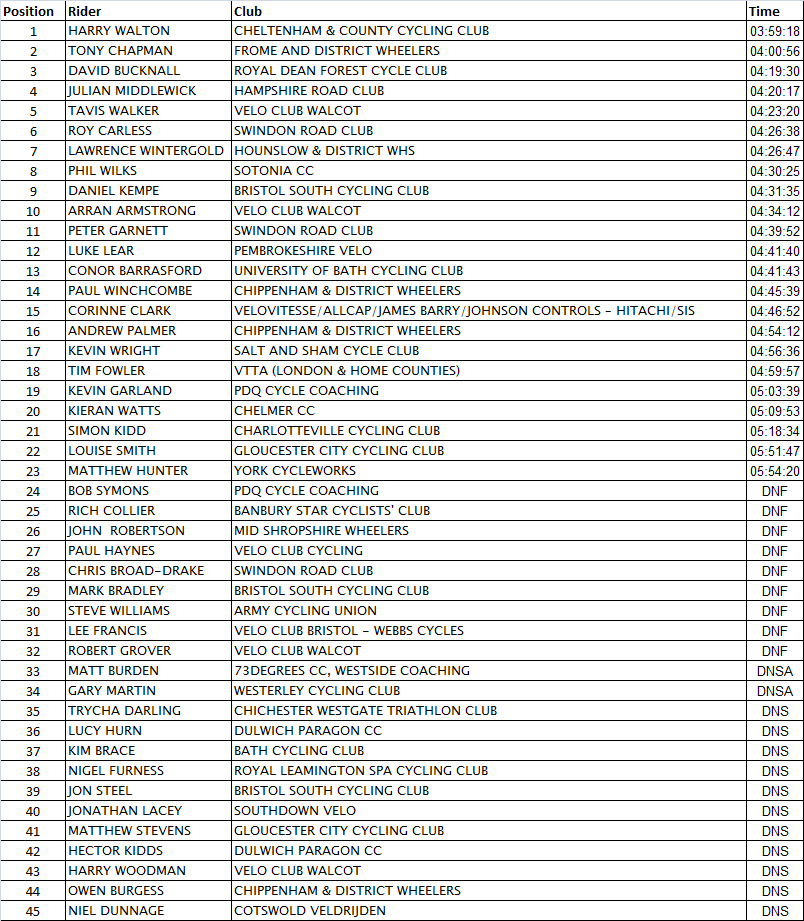 Position Rider Club Time
1 HARRY WALTON CHELTENHAM & COUNTY CYCLING CLUB 03:59:18
2 TONY CHAPMAN FROME AND DISTRICT WHEELERS 04:00:56
3 DAVID BUCKNALL ROYAL DEAN FOREST CYCLE CLUB 04:19:30
4 JULIAN MIDDLEWICK HAMPSHIRE ROAD CLUB 04:20:17
5 TAVIS WALKER VELO CLUB WALCOT 04:23:20
6 ROY CARLESS SWINDON ROAD CLUB 04:26:38
7 LAWRENCE WINTERGOLD HOUNSLOW & DISTRICT WHS 04:26:47
8 PHIL WILKS SOTONIA CC 04:30:25
9 DANIEL KEMPE BRISTOL SOUTH CYCLING CLUB 04:31:35
10 ARRAN ARMSTRONG VELO CLUB WALCOT 04:34:12
11 PETER GARNETT SWINDON ROAD CLUB 04:39:52
12 LUKE LEAR PEMBROKESHIRE VELO 04:41:40
13 CONOR BARRASFORD UNIVERSITY OF BATH CYCLING CLUB 04:41:43
14 PAUL WINCHCOMBE CHIPPENHAM & DISTRICT WHEELERS 04:45:39
15 CORINNE CLARK VELOVITESSE/ALLCAP/JAMES BARRY/JOHNSON CONTROLS - HITACHI/SIS 04:46:52
16 ANDREW PALMER CHIPPENHAM & DISTRICT WHEELERS 04:54:12
17 KEVIN WRIGHT SALT AND SHAM CYCLE CLUB 04:56:36
18 TIM FOWLER VTTA (LONDON & HOME COUNTIES) 04:59:57
19 KEVIN GARLAND PDQ CYCLE COACHING 05:03:39
20 KIERAN WATTS CHELMER CC 05:09:53
21 SIMON KIDD CHARLOTTEVILLE CYCLING CLUB 05:18:34
22 LOUISE SMITH GLOUCESTER CITY CYCLING CLUB 05:51:47
23 MATTHEW HUNTER YORK CYCLEWORKS 05:54:20
24 BOB SYMONS PDQ CYCLE COACHING DNF
25 RICH COLLIER BANBURY STAR CYCLISTS' CLUB DNF
26 JOHN  ROBERTSON MID SHROPSHIRE WHEELERS DNF
27 PAUL HAYNES VELO CLUB CYCLING DNF
28 CHRIS BROAD-DRAKE SWINDON ROAD CLUB DNF
29 MARK BRADLEY BRISTOL SOUTH CYCLING CLUB DNF
30 STEVE WILLIAMS ARMY CYCLING UNION DNF
31 LEE FRANCIS VELO CLUB BRISTOL - WEBBS CYCLES DNF
32 ROBERT GROVER VELO CLUB WALCOT DNF
33 MATT BURDEN 73DEGREES CC, WESTSIDE COACHING DNSA
34 GARY MARTIN WESTERLEY CYCLING CLUB DNSA
35 TRYCHA DARLING CHICHESTER WESTGATE TRIATHLON CLUB DNS
36 LUCY HURN DULWICH PARAGON CC DNS
37 KIM BRACE BATH CYCLING CLUB DNS
38 NIGEL FURNESS ROYAL LEAMINGTON SPA CYCLING CLUB DNS
39 JON STEEL BRISTOL SOUTH CYCLING CLUB DNS
40 JONATHAN LACEY SOUTHDOWN VELO DNS
41 MATTHEW STEVENS GLOUCESTER CITY CYCLING CLUB DNS
42 HECTOR KIDDS DULWICH PARAGON CC DNS
43 HARRY WOODMAN VELO CLUB WALCOT DNS
44 OWEN BURGESS CHIPPENHAM & DISTRICT WHEELERS DNS
45 NIEL DUNNAGE COTSWOLD VELDRIJDEN DNS